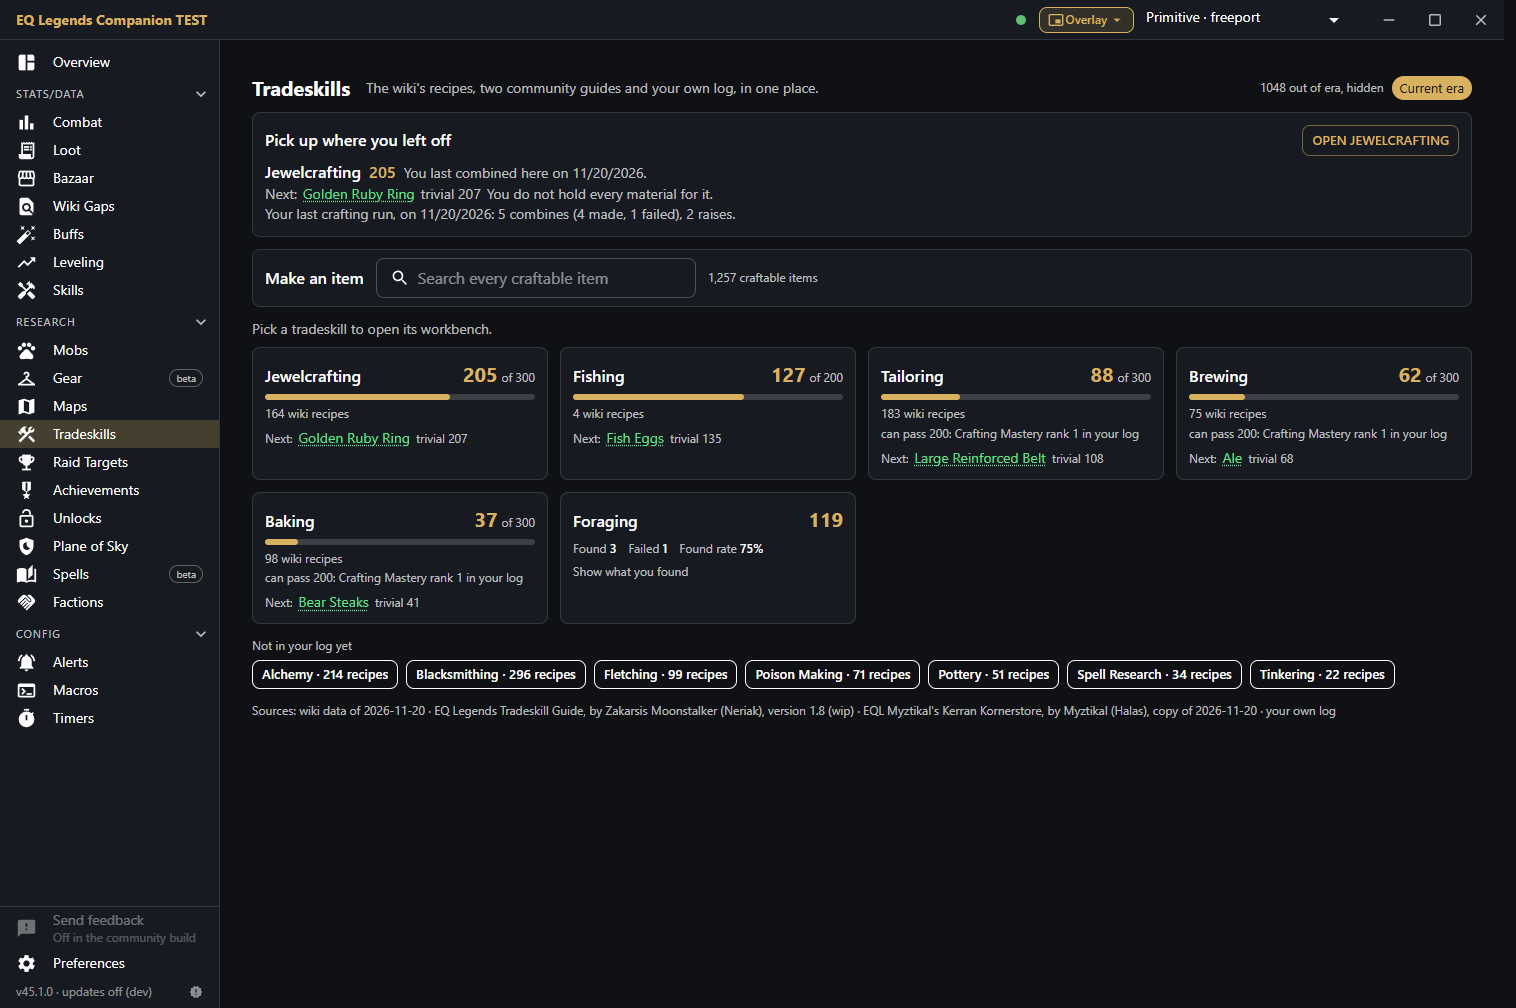 EQ Legends Companion TEST
Overlay
Primitive · freeport
Overview
STATS/DATA
Combat
Loot
Bazaar
Wiki Gaps
Buffs
Leveling
Skills
RESEARCH
Mobs
Gear beta
Maps
Tradeskills
Raid Targets
Achievements
Unlocks
Plane of Sky
Spells beta
Factions
CONFIG
Alerts
Macros
Timers
Send feedback
Off in the community build
Preferences
v45.1.0 · updates off (dev)
Tradeskills The wiki's recipes, two community guides and your own log, in one place. 1048 out of era, hidden Current era
Pick up where you left off OPEN JEWELCRAFTING
Jewelcrafting 205 You last combined here on 11/20/2026.
Next: Golden Ruby Ring trivial 207 You do not hold every material for it.
Your last crafting run, on 11/20/2026: 5 combines (4 made, 1 failed), 2 raises.
Make an item Search every craftable item 1,257 craftable items
Pick a tradeskill to open its workbench.
Jewelcrafting 205 of 300
164 wiki recipes
Next: Golden Ruby Ring trivial 207
Fishing 127 of 200
4 wiki recipes
Next: Fish Eggs trivial 135
Tailoring 88 of 300
183 wiki recipes
can pass 200: Crafting Mastery rank 1 in your log
Next: Large Reinforced Belt trivial 108
Brewing 62 of 300
75 wiki recipes
can pass 200: Crafting Mastery rank 1 in your log
Next: Ale trivial 68
Baking 37 of 300
98 wiki recipes
can pass 200: Crafting Mastery rank 1 in your log
Next: Bear Steaks trivial 41
Foraging 119
Found 3 Failed 1 Found rate 75%
Show what you found
Not in your log yet
Alchemy · 214 recipes
Blacksmithing · 296 recipes
Fletching · 99 recipes
Poison Making · 71 recipes
Pottery · 51 recipes
Spell Research · 34 recipes
Tinkering · 22 recipes
Sources: wiki data of 2026-11-20 · EQ Legends Tradeskill Guide, by Zakarsis Moonstalker (Neriak), version 1.8 (wip) · EQL Myztikal's Kerran Kornerstore, by Myztikal (Halas), copy of 2026-11-20 · your own log